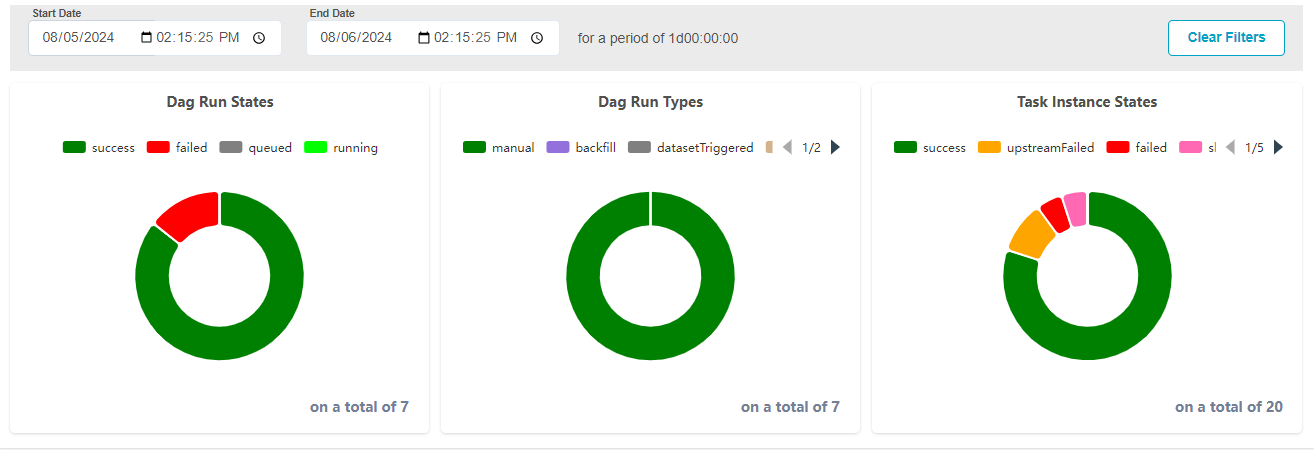 Start Date End Date
08/05/2024 02:15:25 PM 08/06/2024 02:15:25 PM for a period of 1d00:00:00 Clear Filters
Dag Run States Dag Run Types Task Instance States
success failed queued running manual backfill datasetTriggered 1/2 success upstreamFailed failed 1/5
on a total of 7 on a total of 7 on a total of 20